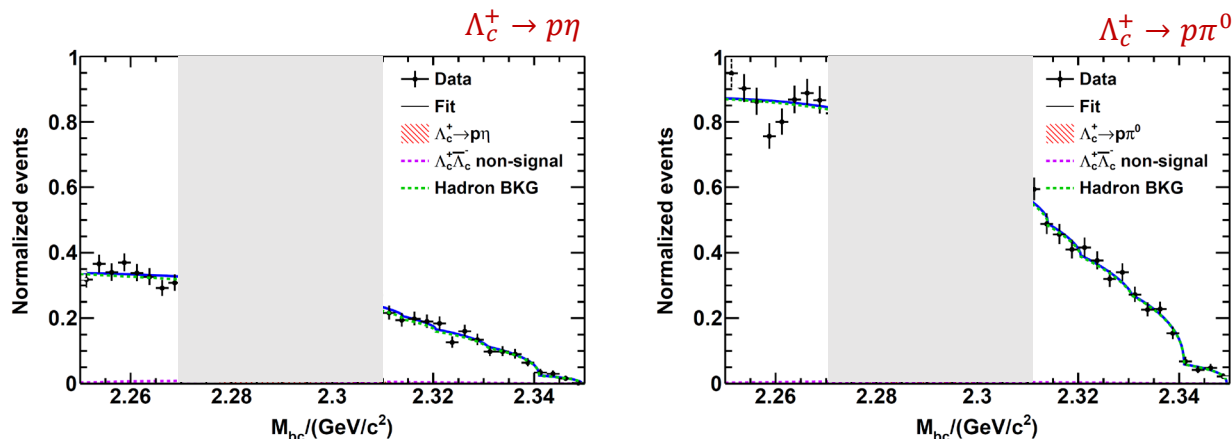 Λc+ → pη
1
0.8
0.6
0.4
0.2
0
Normalized events
Data
Fit
Λc+→pη
Λc+Λ̅c- non-signal
Hadron BKG
2.26 2.28 2.3 2.32 2.34
Mbc/(GeV/c2)
Λc+ → pπ0
1
0.8
0.6
0.4
0.2
0
Normalized events
Data
Fit
Λc+→pπ0
Λc+Λ̅c- non-signal
Hadron BKG
2.26 2.28 2.3 2.32 2.34
Mbc/(GeV/c2)